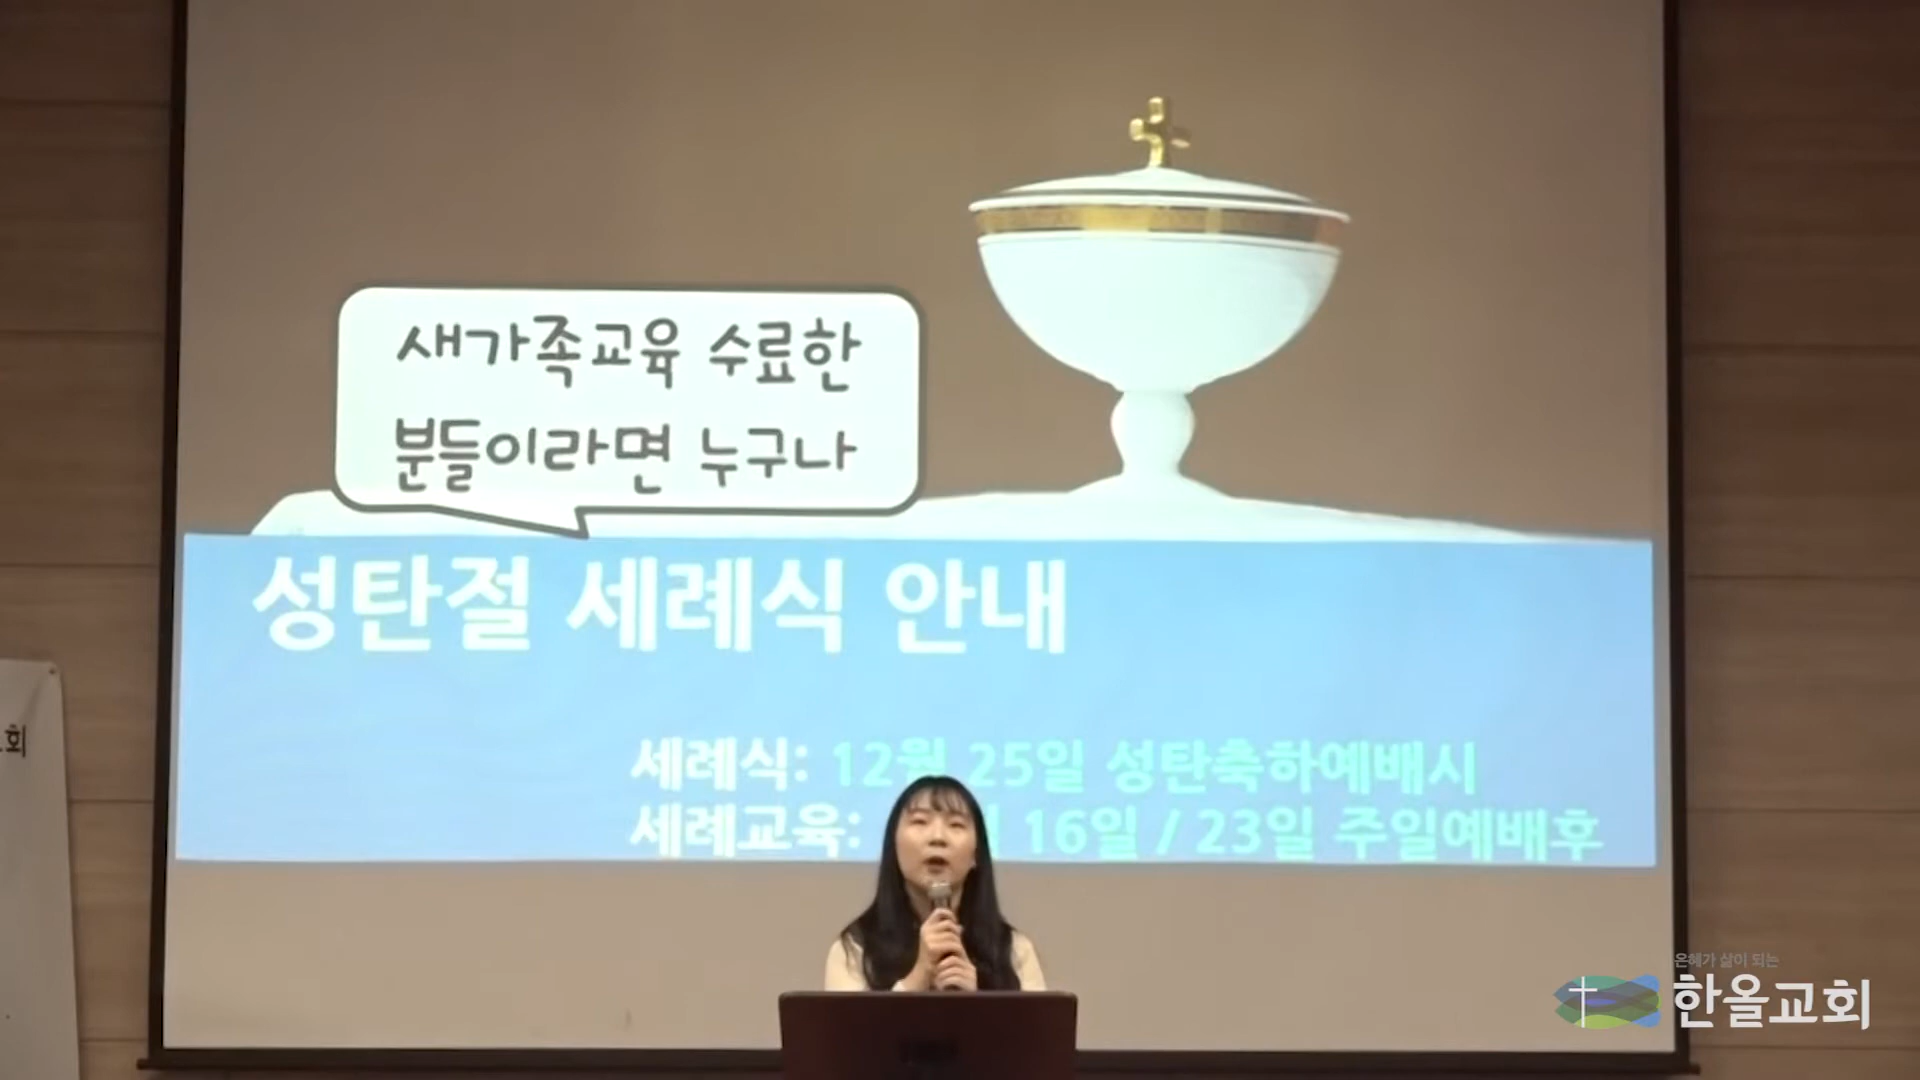 새가족교육 수료한
분들이라면 누구나
성탄절 세례식 안내
세례식: 12월 25일 성탄축하예배시
세례교육: 16일 / 23일 주일예배후
회
은혜가 삶이 되는
한올교회